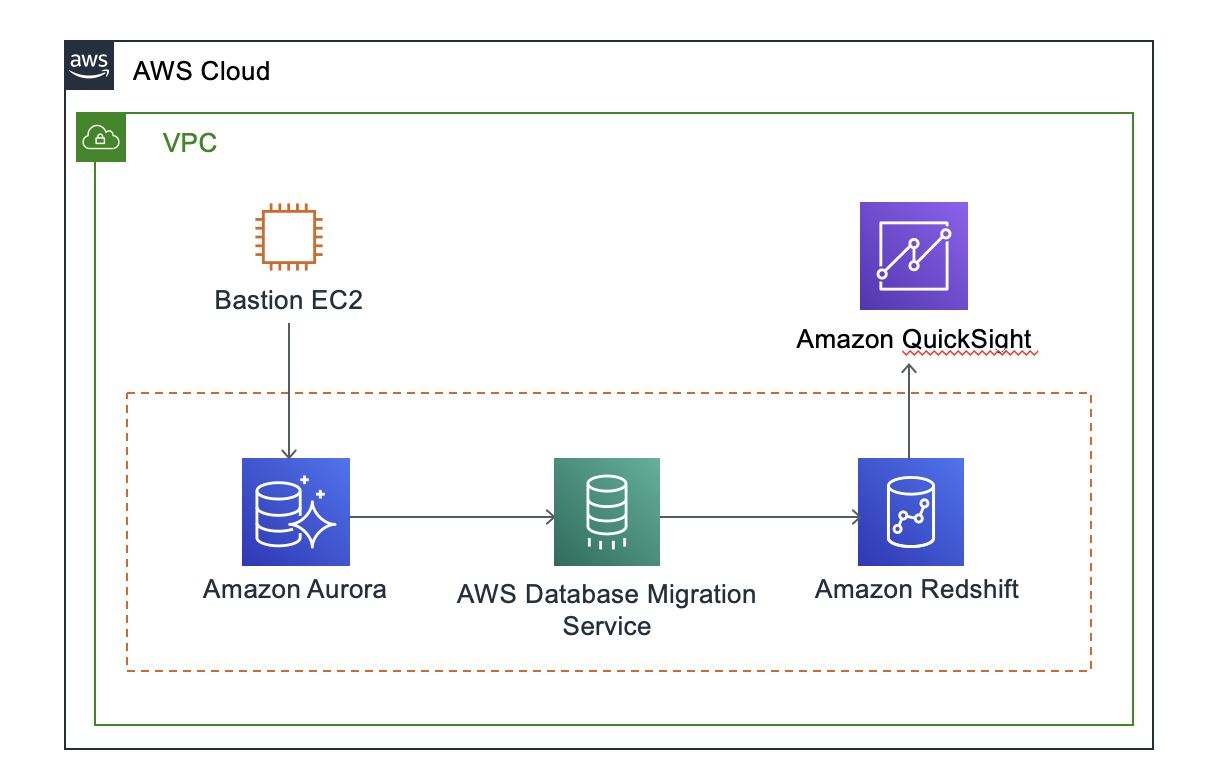 aws
AWS Cloud
VPC
Bastion EC2
Amazon QuickSight
Amazon Aurora
AWS Database Migration
Service
Amazon Redshift